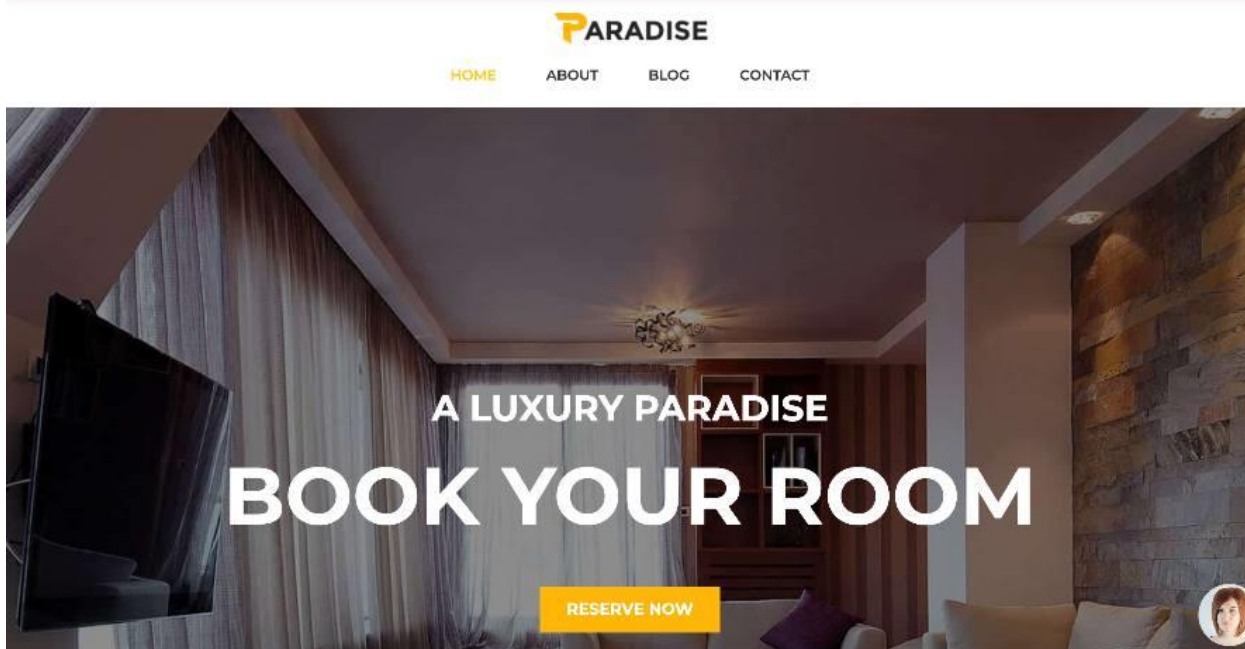 PARADISE
HOME ABOUT BLOG CONTACT
A LUXURY PARADISE
BOOK YOUR ROOM
RESERVE NOW